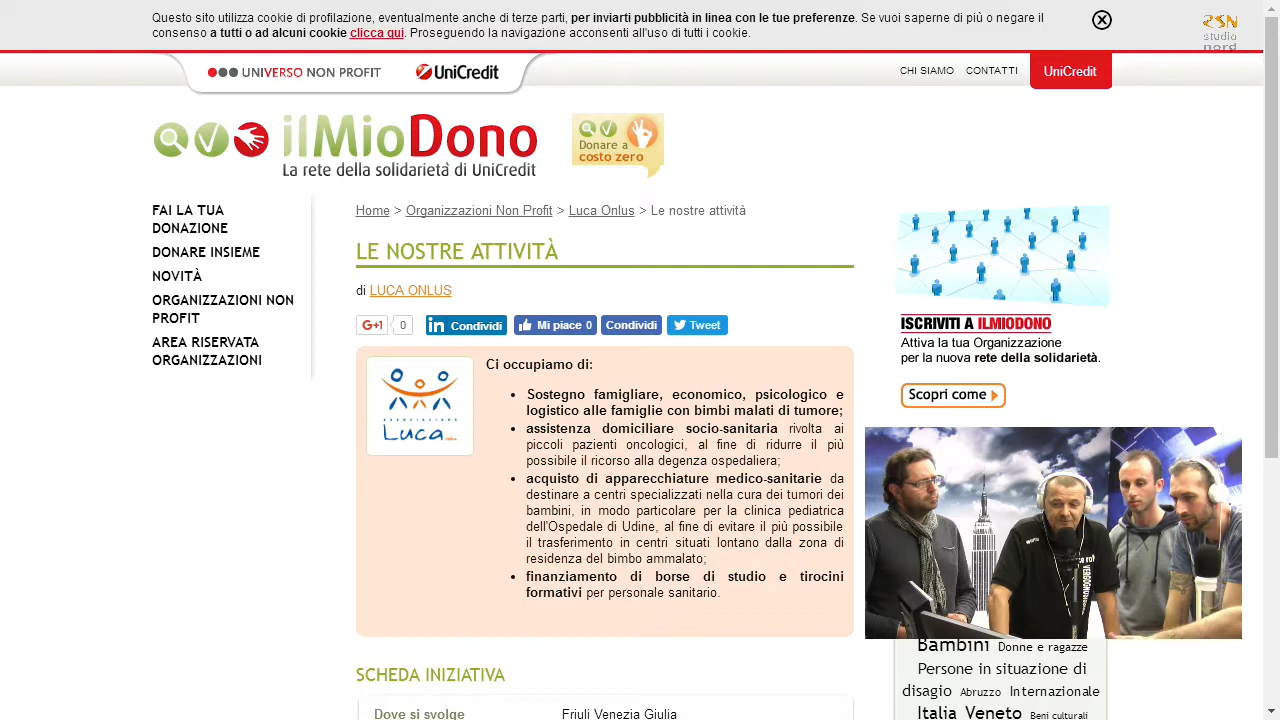 Questo sito utilizza cookie di profilazione, eventualmente anche di terze parti, per inviarti pubblicità in linea con le tue preferenze. Se vuoi saperne di più o negare il
consenso a tutti o ad alcuni cookie clicca qui. Proseguendo la navigazione acconsenti all'uso di tutti i cookie.
RSN
studio
nord
UNIVERSO NON PROFIT
UniCredit
CHI SIAMO
CONTATTI
UniCredit
ilMioDono
La rete della solidarietà di UniCredit
Donare a
costo zero
FAI LA TUA
DONAZIONE
DONARE INSIEME
NOVITÀ
ORGANIZZAZIONI NON
PROFIT
AREA RISERVATA
ORGANIZZAZIONI
Home > Organizzazioni Non Profit > Luca Onlus > Le nostre attività
LE NOSTRE ATTIVITÀ
di LUCA ONLUS
G+1 0
in Condividi
Mi piace 0
Condividi
Tweet
ASSOCIAZIONE
Luca onlus
Ci occupiamo di:
• Sostegno famigliare, economico, psicologico e
logistico alle famiglie con bimbi malati di tumore;
• assistenza domiciliare socio-sanitaria rivolta ai
piccoli pazienti oncologici, al fine di ridurre il più
possibile il ricorso alla degenza ospedaliera;
• acquisto di apparecchiature medico-sanitarie da
destinare a centri specializzati nella cura dei tumori dei
bambini, in modo particolare per la clinica pediatrica
dell'Ospedale di Udine, al fine di evitare il più possibile
il trasferimento in centri situati lontano dalla zona di
residenza del bimbo ammalato;
• finanziamento di borse di studio e tirocini
formativi per personale sanitario.
SCHEDA INIZIATIVA
Dove si svolge
Friuli Venezia Giulia
ISCRIVITI A ILMIODONO
Attiva la tua Organizzazione
per la nuova rete della solidarietà.
Scopri come
Bambini Donne e ragazze
Persone in situazione di
disagio Abruzzo Internazionale
Italia Veneto Beni culturali